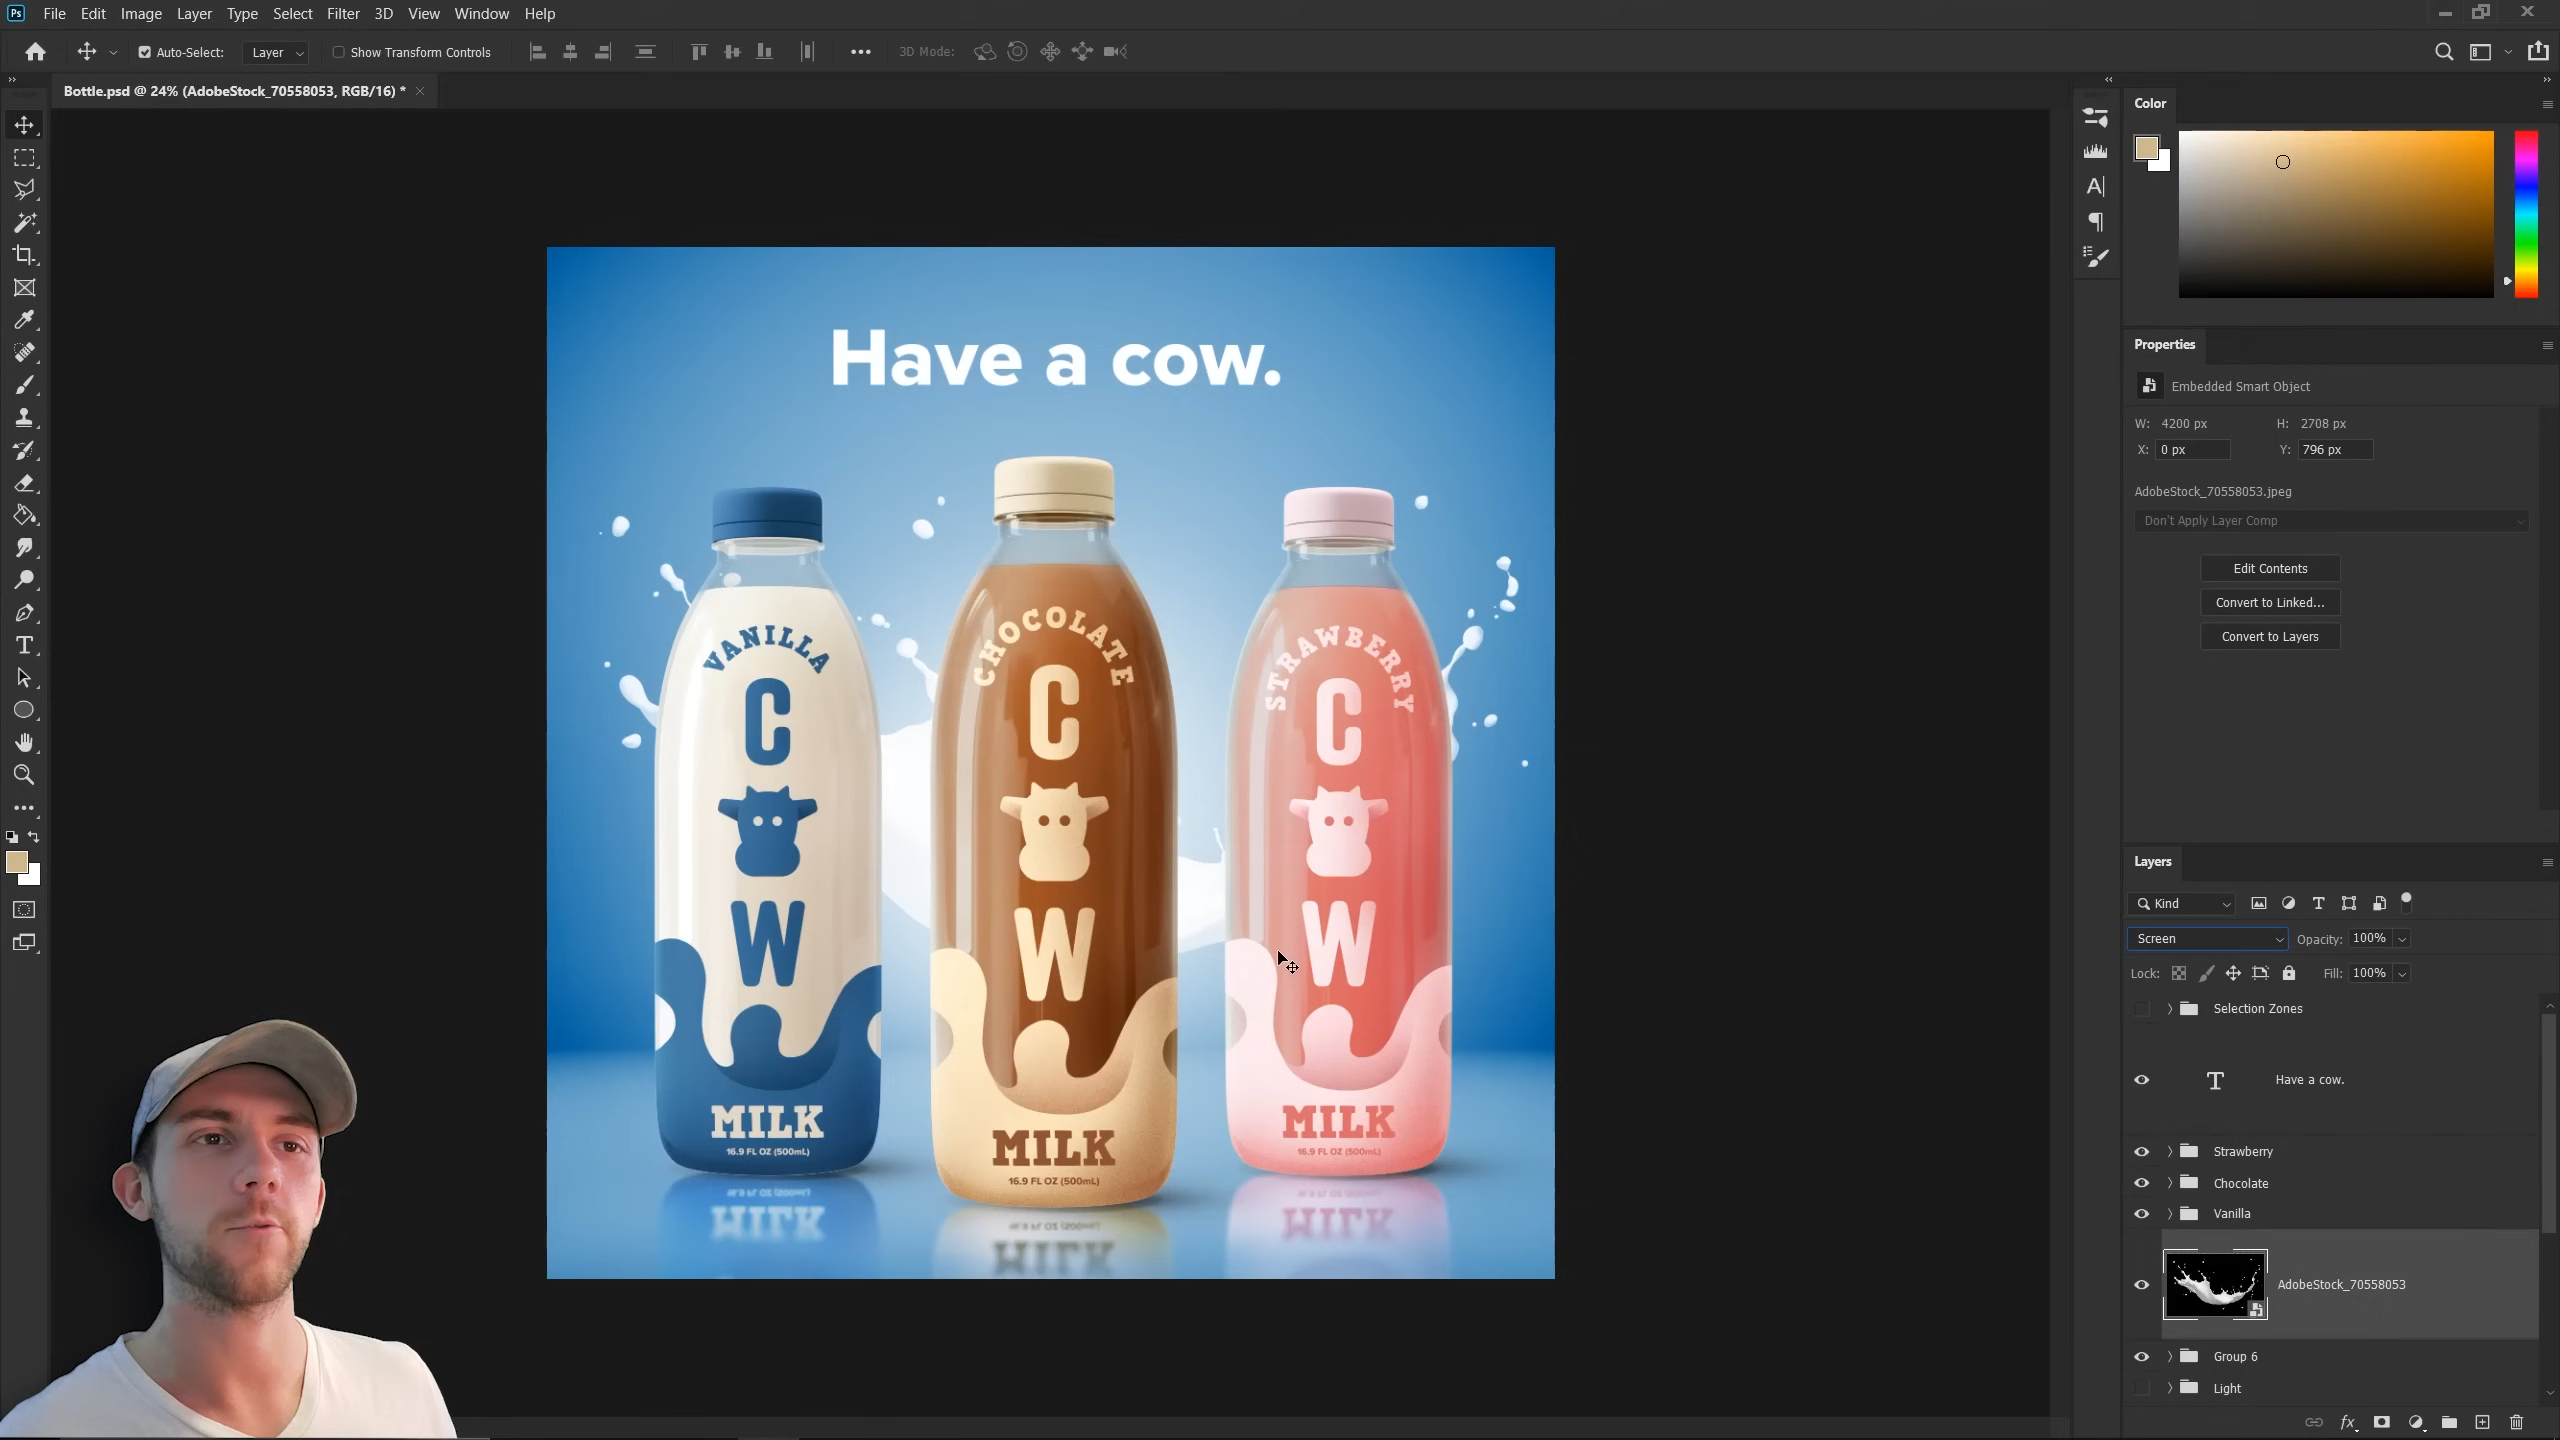 Ps File Edit Image Layer Type Select Filter 3D View Window Help
Auto-Select: Layer Show Transform Controls 3D Mode:
Bottle.psd @ 24% (AdobeStock_70558053, RGB/16) * ×
Color
Properties
Embedded Smart Object
W: 4200 px H: 2708 px
X: 0 px Y: 796 px
AdobeStock_70558053.jpeg
Don't Apply Layer Comp
Edit Contents
Convert to Linked...
Convert to Layers
Layers
Kind
Screen Opacity: 100%
Lock: Fill: 100%
Selection Zones
Have a cow.
Strawberry
Chocolate
Vanilla
AdobeStock_70558053
Group 6
Light
Have a cow.
VANILLA
C
W
MILK
16.9 FL OZ (500mL)
CHOCOLATE
C
W
MILK
16.9 FL OZ (500mL)
STRAWBERRY
C
W
MILK
16.9 FL OZ (500mL)